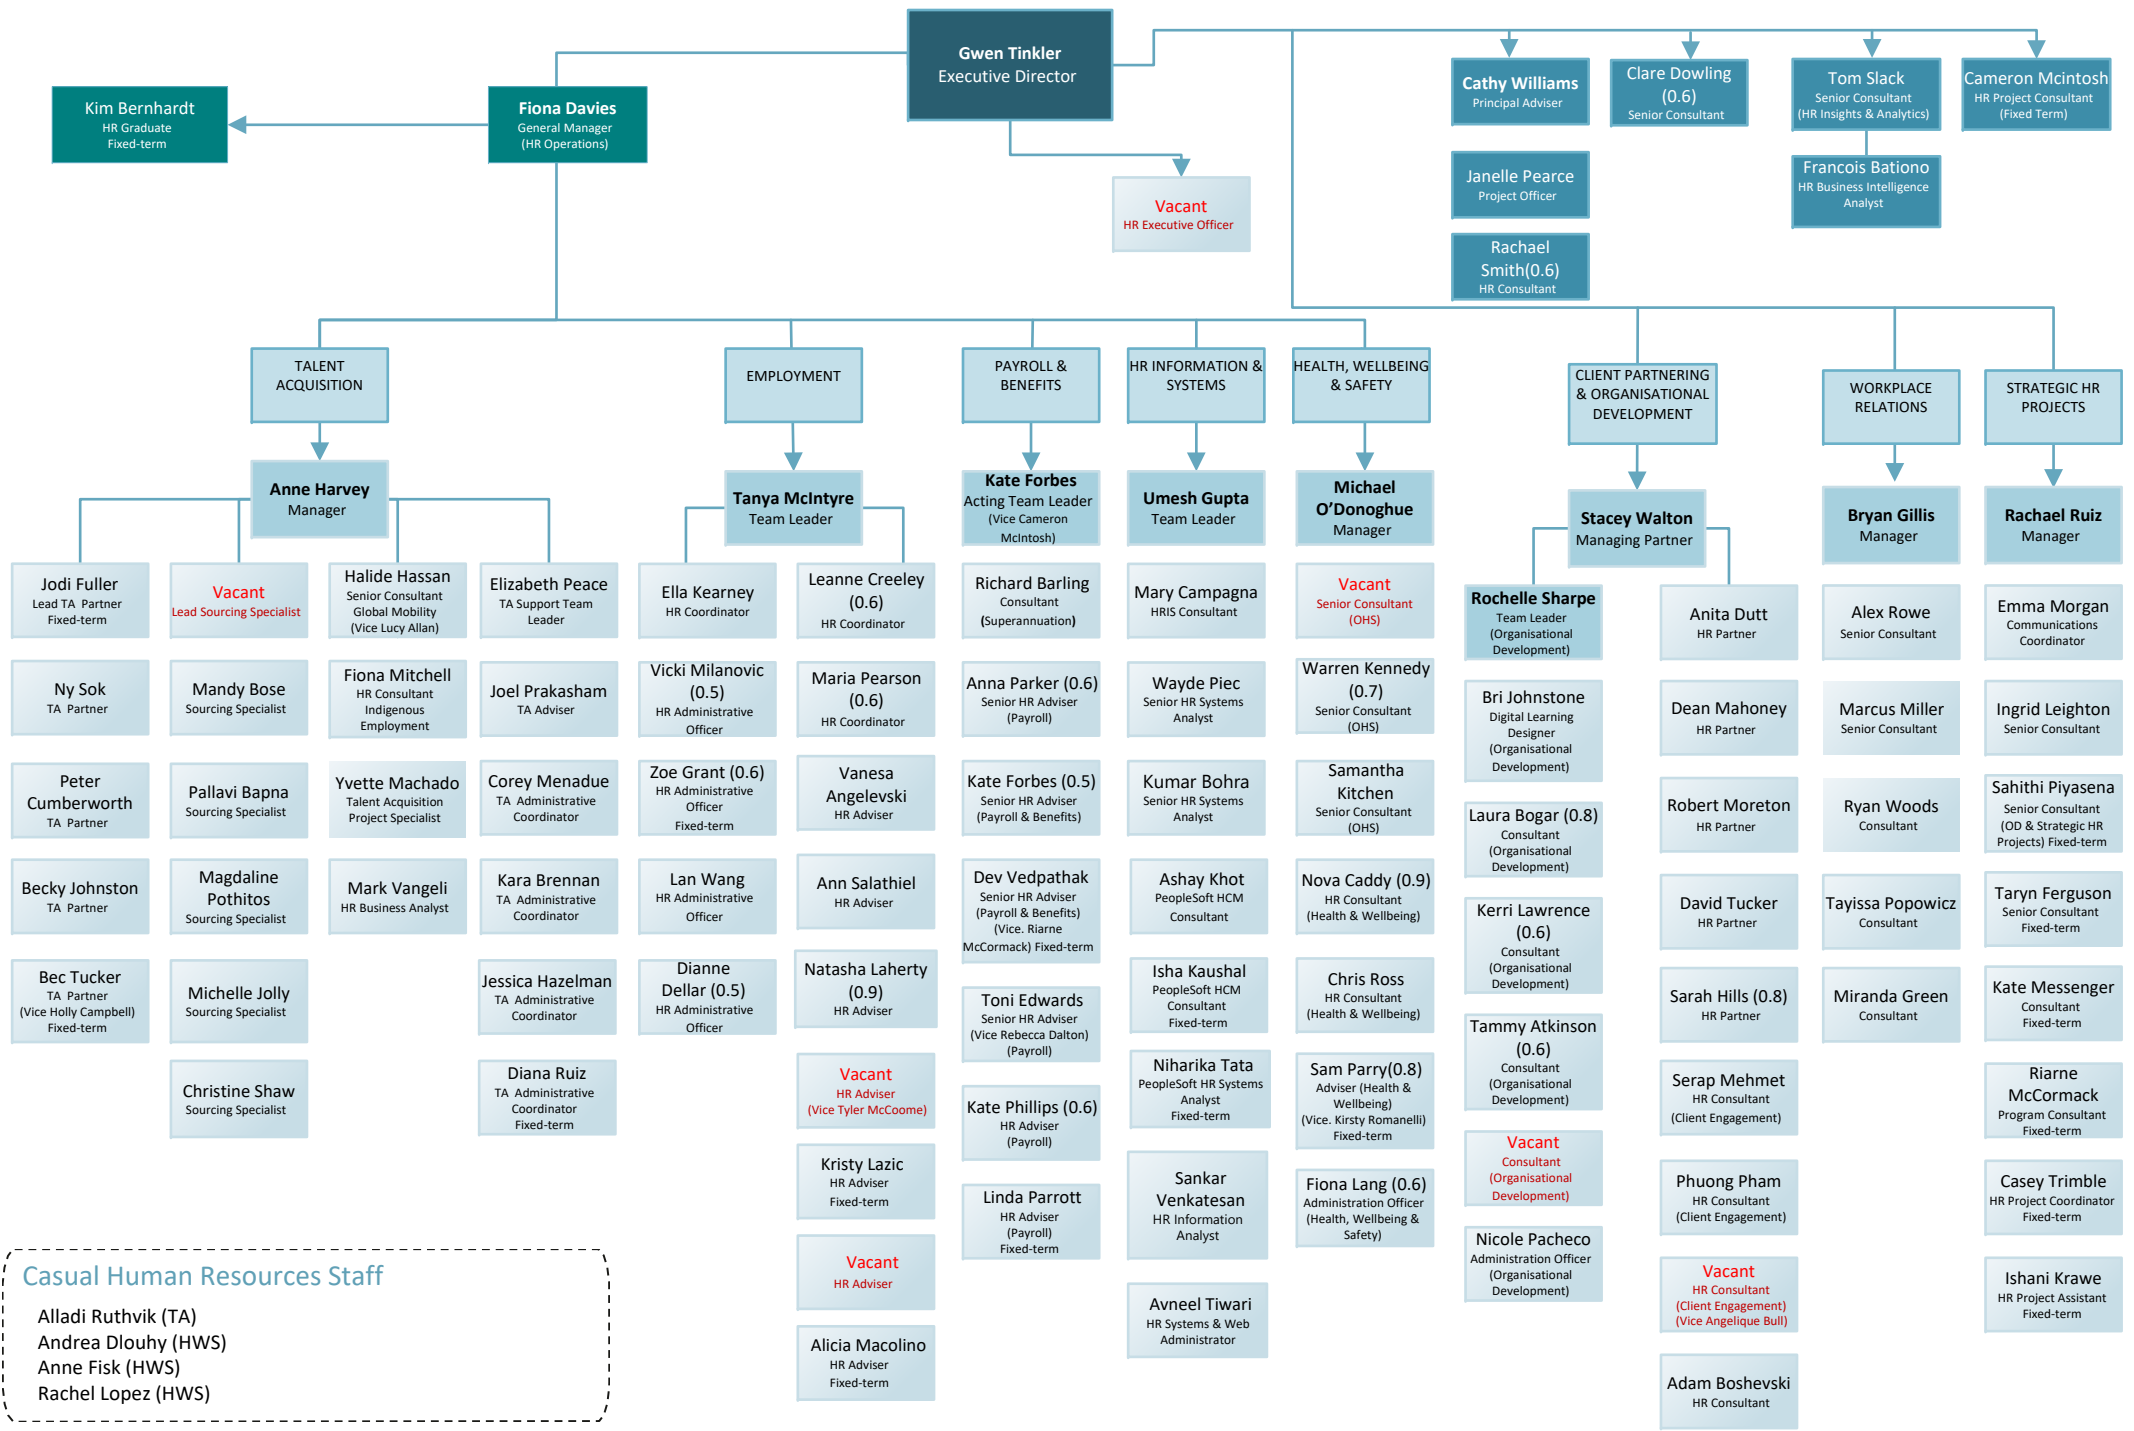 Gwen Tinkler
Executive Director
Kim Bernhardt
HR Graduate
Fixed-term
Fiona Davies
General Manager
(HR Operations)
Vacant
HR Executive Officer
Cathy Williams
Principal Adviser
Janelle Pearce
Project Officer
Rachael
Smith(0.6)
HR Consultant
Clare Dowling
(0.6)
Senior Consultant
Tom Slack
Senior Consultant
(HR Insights & Analytics)
Francois Bationo
HR Business Intelligence
Analyst
Cameron Mcintosh
HR Project Consultant
(Fixed Term)
TALENT
ACQUISITION
Anne Harvey
Manager
Jodi Fuller
Lead TA Partner
Fixed-term
Ny Sok
TA Partner
Peter
Cumberworth
TA Partner
Becky Johnston
TA Partner
Bec Tucker
TA Partner
(Vice Holly Campbell)
Fixed-term
Vacant
Lead Sourcing Specialist
Mandy Bose
Sourcing Specialist
Pallavi Bapna
Sourcing Specialist
Magdaline
Pothitos
Sourcing Specialist
Michelle Jolly
Sourcing Specialist
Christine Shaw
Sourcing Specialist
Halide Hassan
Senior Consultant
Global Mobility
(Vice Lucy Allan)
Fiona Mitchell
HR Consultant
Indigenous
Employment
Yvette Machado
Talent Acquisition
Project Specialist
Mark Vangeli
HR Business Analyst
Elizabeth Peace
TA Support Team
Leader
Joel Prakasham
TA Adviser
Corey Menadue
TA Administrative
Coordinator
Kara Brennan
TA Administrative
Coordinator
Jessica Hazelman
TA Administrative
Coordinator
Diana Ruiz
TA Administrative
Coordinator
Fixed-term
EMPLOYMENT
Tanya McIntyre
Team Leader
Ella Kearney
HR Coordinator
Vicki Milanovic
(0.5)
HR Administrative
Officer
Zoe Grant (0.6)
HR Administrative
Officer
Fixed-term
Lan Wang
HR Administrative
Officer
Dianne
Dellar (0.5)
HR Administrative
Officer
Leanne Creeley
(0.6)
HR Coordinator
Maria Pearson
(0.6)
HR Coordinator
Vanesa
Angelevski
HR Adviser
Ann Salathiel
HR Adviser
Natasha Laherty
(0.9)
HR Adviser
Vacant
HR Adviser
(Vice Tyler McCoome)
Kristy Lazic
HR Adviser
Fixed-term
Vacant
HR Adviser
Alicia Macolino
HR Adviser
Fixed-term
PAYROLL &
BENEFITS
Kate Forbes
Acting Team Leader
(Vice Cameron
McIntosh)
Richard Barling
Consultant
(Superannuation)
Anna Parker (0.6)
Senior HR Adviser
(Payroll)
Kate Forbes (0.5)
Senior HR Adviser
(Payroll & Benefits)
Dev Vedpathak
Senior HR Adviser
(Payroll & Benefits)
(Vice. Riarne
McCormack) Fixed-term
Toni Edwards
Senior HR Adviser
(Vice Rebecca Dalton)
(Payroll)
Kate Phillips (0.6)
HR Adviser
(Payroll)
Linda Parrott
HR Adviser
(Payroll)
Fixed-term
HR INFORMATION &
SYSTEMS
Umesh Gupta
Team Leader
Mary Campagna
HRIS Consultant
Wayde Piec
Senior HR Systems
Analyst
Kumar Bohra
Senior HR Systems
Analyst
Ashay Khot
PeopleSoft HCM
Consultant
Isha Kaushal
PeopleSoft HCM
Consultant
Fixed-term
Niharika Tata
PeopleSoft HR Systems
Analyst
Fixed-term
Sankar
Venkatesan
HR Information
Analyst
Avneel Tiwari
HR Systems & Web
Administrator
HEALTH, WELLBEING
& SAFETY
Michael
O'Donoghue
Manager
Vacant
Senior Consultant
(OHS)
Warren Kennedy
(0.7)
Senior Consultant
(OHS)
Samantha
Kitchen
Senior Consultant
(OHS)
Nova Caddy (0.9)
HR Consultant
(Health & Wellbeing)
Chris Ross
HR Consultant
(Health & Wellbeing)
Sam Parry(0.8)
Adviser (Health &
Wellbeing)
(Vice. Kirsty Romanelli)
Fixed-term
Fiona Lang (0.6)
Administration Officer
(Health, Wellbeing &
Safety)
CLIENT PARTNERING
& ORGANISATIONAL
DEVELOPMENT
Stacey Walton
Managing Partner
Rochelle Sharpe
Team Leader
(Organisational
Development)
Bri Johnstone
Digital Learning
Designer
(Organisational
Development)
Laura Bogar (0.8)
Consultant
(Organisational
Development)
Kerri Lawrence
(0.6)
Consultant
(Organisational
Development)
Tammy Atkinson
(0.6)
Consultant
(Organisational
Development)
Vacant
Consultant
(Organisational
Development)
Nicole Pacheco
Administration Officer
(Organisational
Development)
Anita Dutt
HR Partner
Dean Mahoney
HR Partner
Robert Moreton
HR Partner
David Tucker
HR Partner
Sarah Hills (0.8)
HR Partner
Serap Mehmet
HR Consultant
(Client Engagement)
Phuong Pham
HR Consultant
(Client Engagement)
Vacant
HR Consultant
(Client Engagement)
(Vice Angelique Bull)
Adam Boshevski
HR Consultant
WORKPLACE
RELATIONS
Bryan Gillis
Manager
Alex Rowe
Senior Consultant
Marcus Miller
Senior Consultant
Ryan Woods
Consultant
Tayissa Popowicz
Consultant
Miranda Green
Consultant
STRATEGIC HR
PROJECTS
Rachael Ruiz
Manager
Emma Morgan
Communications
Coordinator
Ingrid Leighton
Senior Consultant
Sahithi Piyasena
Senior Consultant
(OD & Strategic HR
Projects) Fixed-term
Taryn Ferguson
Senior Consultant
Fixed-term
Kate Messenger
Consultant
Fixed-term
Riarne
McCormack
Program Consultant
Fixed-term
Casey Trimble
HR Project Coordinator
Fixed-term
Ishani Krawe
HR Project Assistant
Fixed-term
Casual Human Resources Staff
Alladi Ruthvik (TA)
Andrea Dlouhy (HWS)
Anne Fisk (HWS)
Rachel Lopez (HWS)